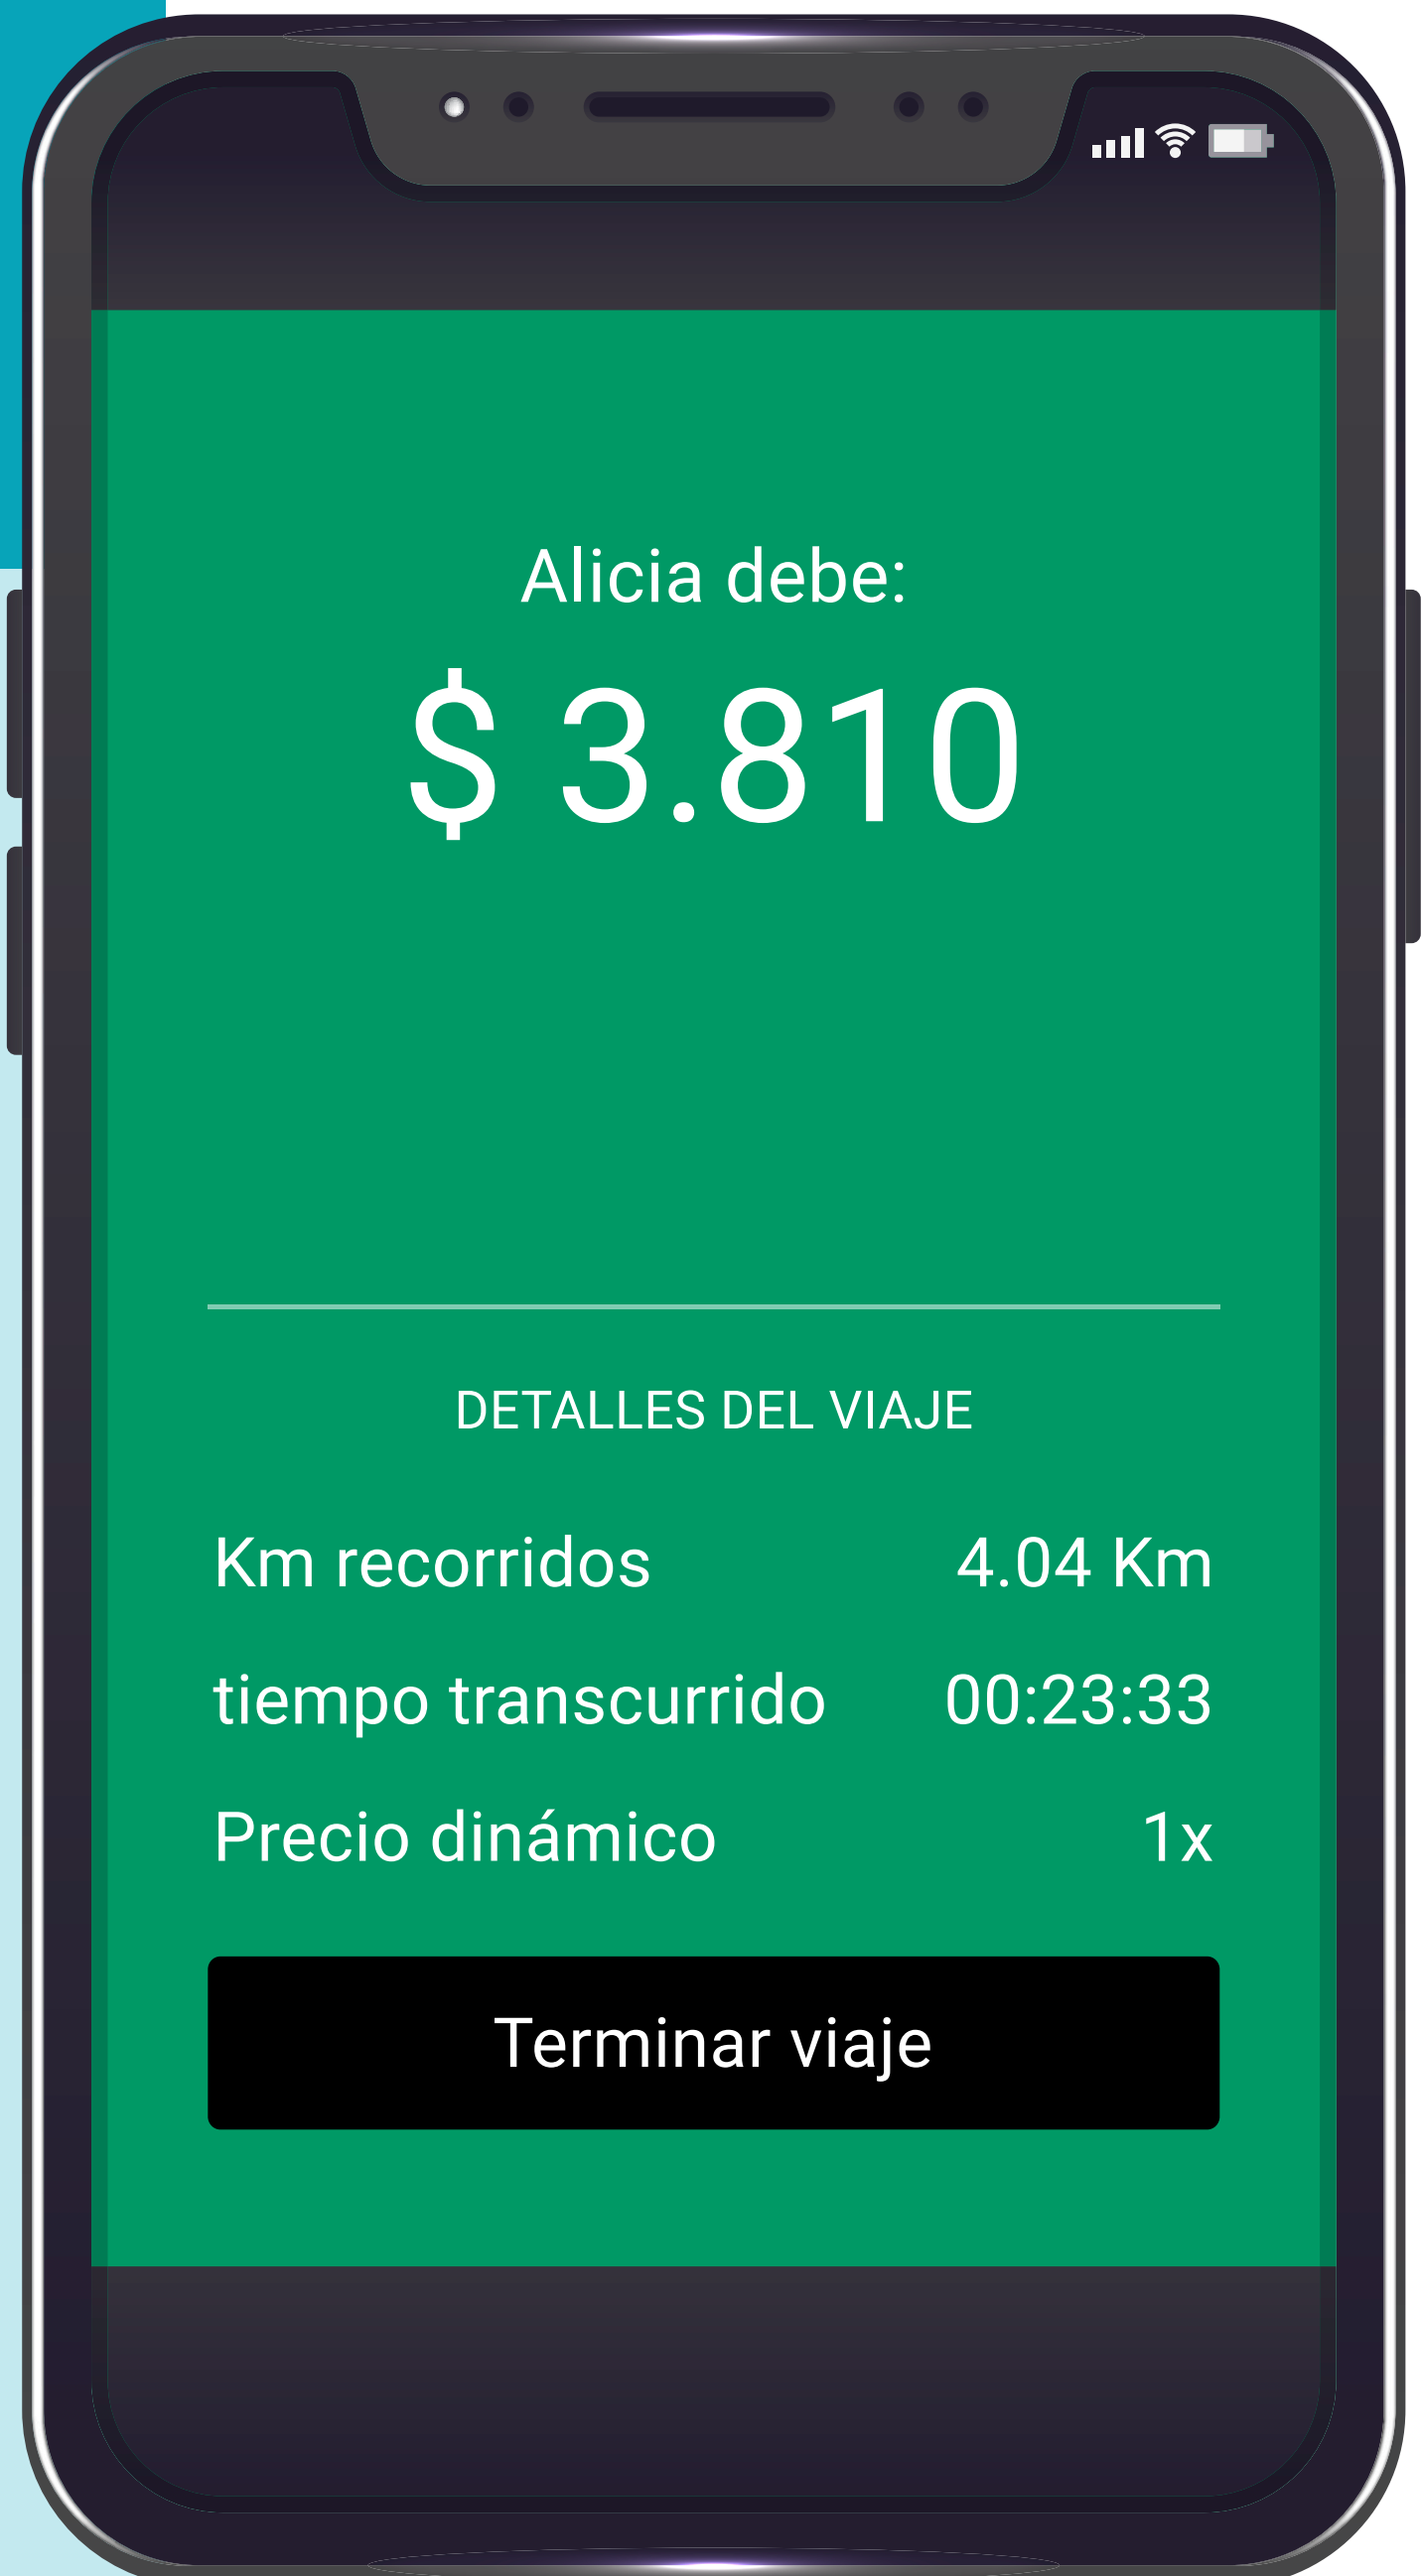 Alicia debe:
$ 3.810
DETALLES DEL VIAJE
Km recorridos 4.04 Km
tiempo transcurrido 00:23:33
Precio dinámico 1x
Terminar viaje